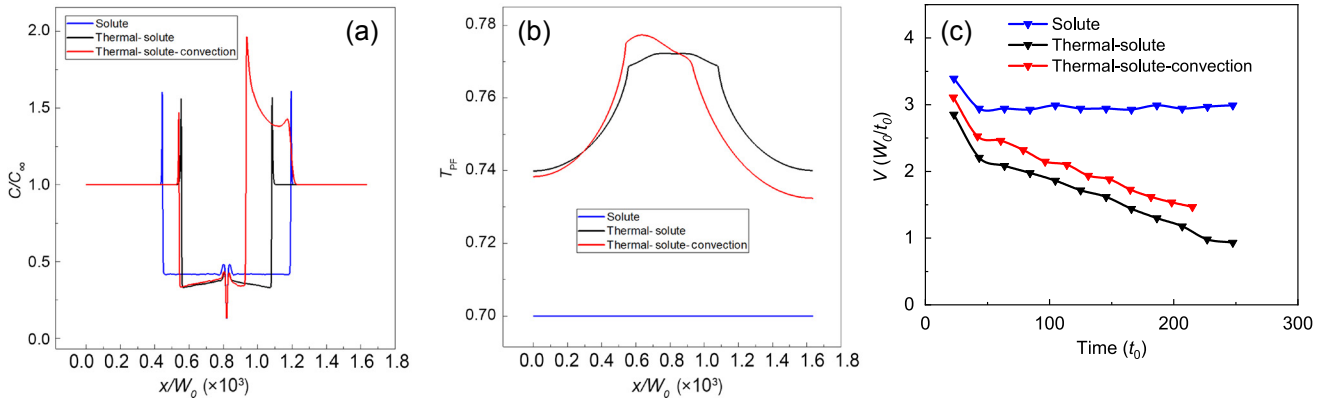 (a)
Solute
Thermal- solute
Thermal-solute- convection
2.0
1.5
1.0
0.5
0.0
C/C∞
0.0 0.2 0.4 0.6 0.8 1.0 1.2 1.4 1.6 1.8
x/W0 (×10³)
(b)
0.78
0.76
0.74
0.72
0.70
TPF
Solute
Thermal- solute
Thermal-solute- convection
0.0 0.2 0.4 0.6 0.8 1.0 1.2 1.4 1.6 1.8
x/W0 (×10³)
(c)
Solute
Thermal-solute
Thermal-solute-convection
4
3
2
1
0
V (W0/t0)
0 100 200 300
Time (t0)